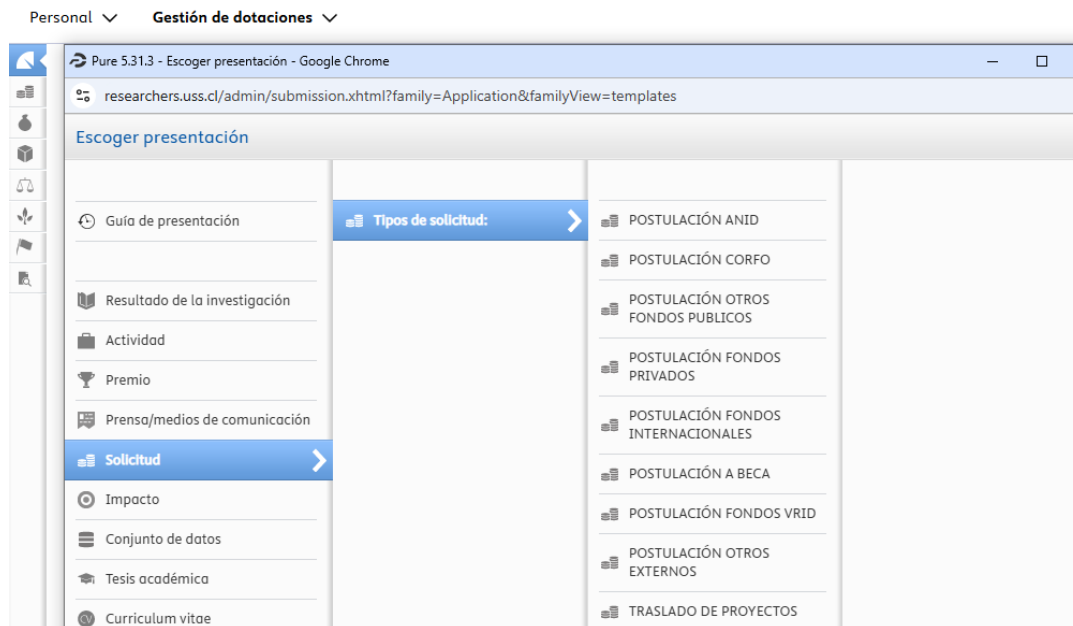 Personal
Gestión de dotaciones
Pure 5.31.3 - Escoger presentación - Google Chrome
researchers.uss.cl/admin/submission.xhtml?family=Application&familyView=templates
Escoger presentación
Guía de presentación
Resultado de la investigación
Actividad
Premio
Prensa/medios de comunicación
Solicitud
Impacto
Conjunto de datos
Tesis académica
CV
Curriculum vitae
Tipos de solicitud:
POSTULACIÓN ANID
POSTULACIÓN CORFO
POSTULACIÓN OTROS
FONDOS PUBLICOS
POSTULACIÓN FONDOS
PRIVADOS
POSTULACIÓN FONDOS
INTERNACIONALES
POSTULACIÓN A BECA
POSTULACIÓN FONDOS VRID
POSTULACIÓN OTROS
EXTERNOS
TRASLADO DE PROYECTOS